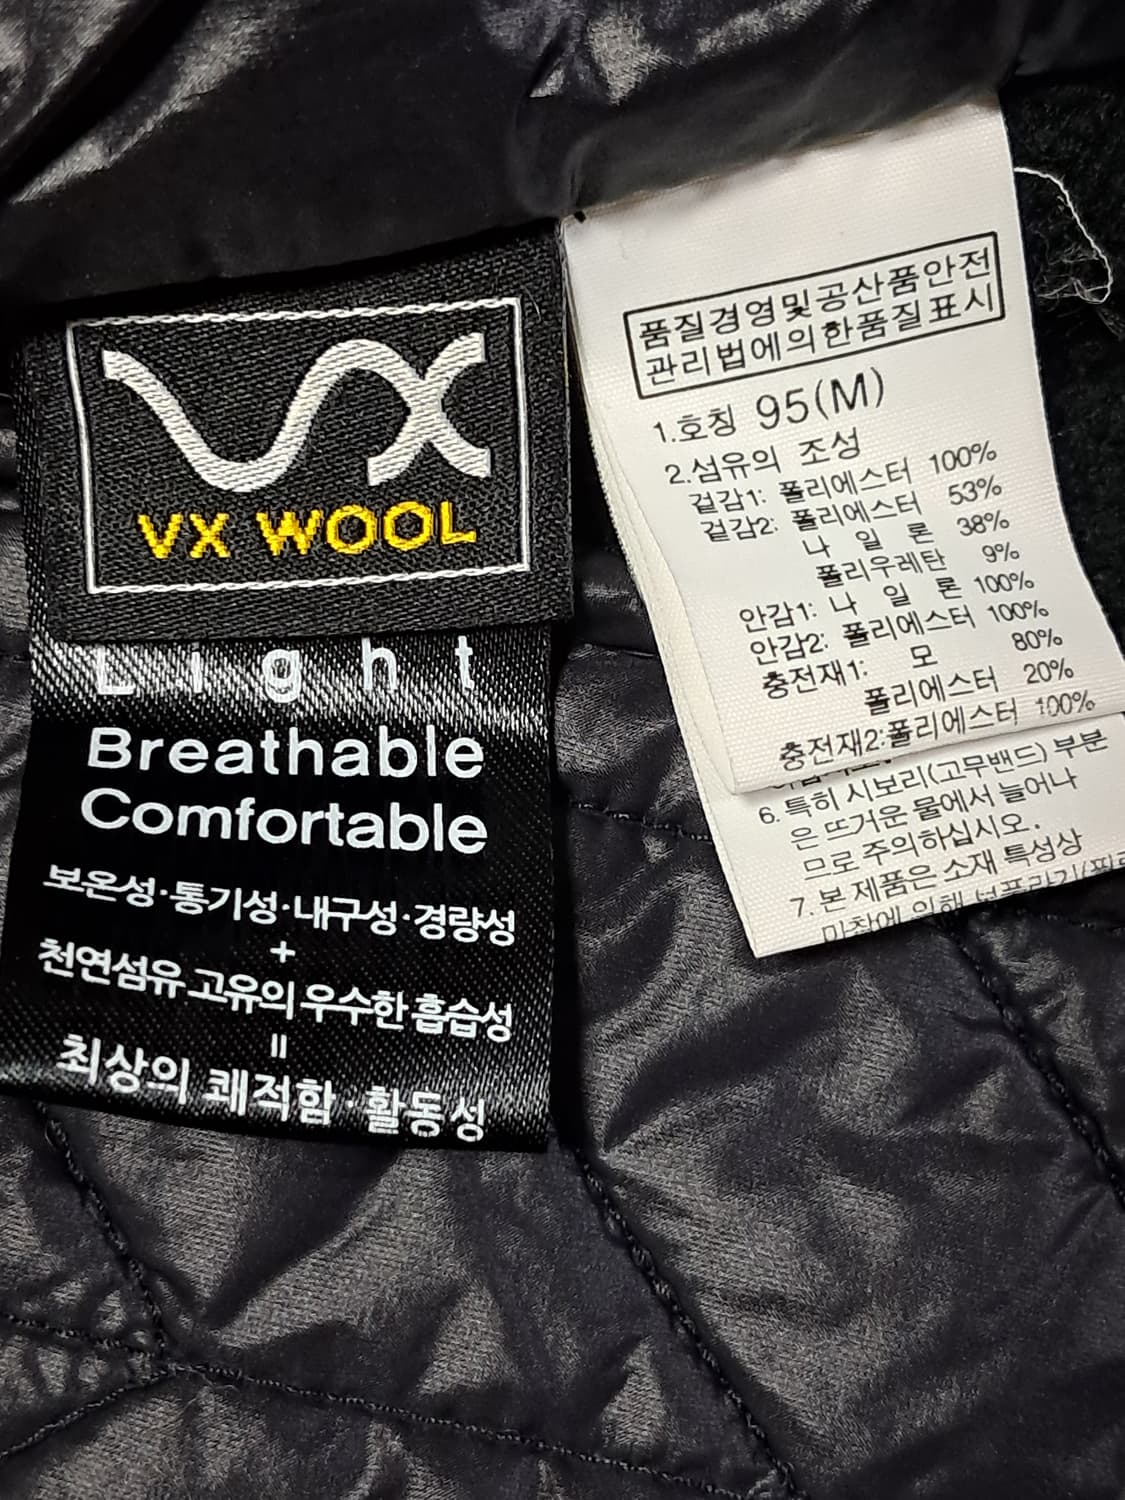 VX WOOL
Light
Breathable
Comfortable
보온성·통기성·내구성·경량성
+
천연섬유 고유의 우수한 흡습성
=
최상의 쾌적함·활동성
품질경영및공산품안전
관리법에의한품질표시
1.호칭 95(M)
2.섬유의 조성
겉감1: 폴리에스터 100%
겉감2: 폴리에스터 53%
나 일 론 38%
폴리우레탄 9%
안감1: 나 일 론 100%
안감2: 폴리에스터 100%
충전재1: 모 80%
폴리에스터 20%
충전재2:폴리에스터 100%
6.특히 시보리(고무밴드) 부분
은 뜨거운 물에서 늘어나
므로 주의하십시오.
7.본 제품은 소재 특성상
마찰에 의해